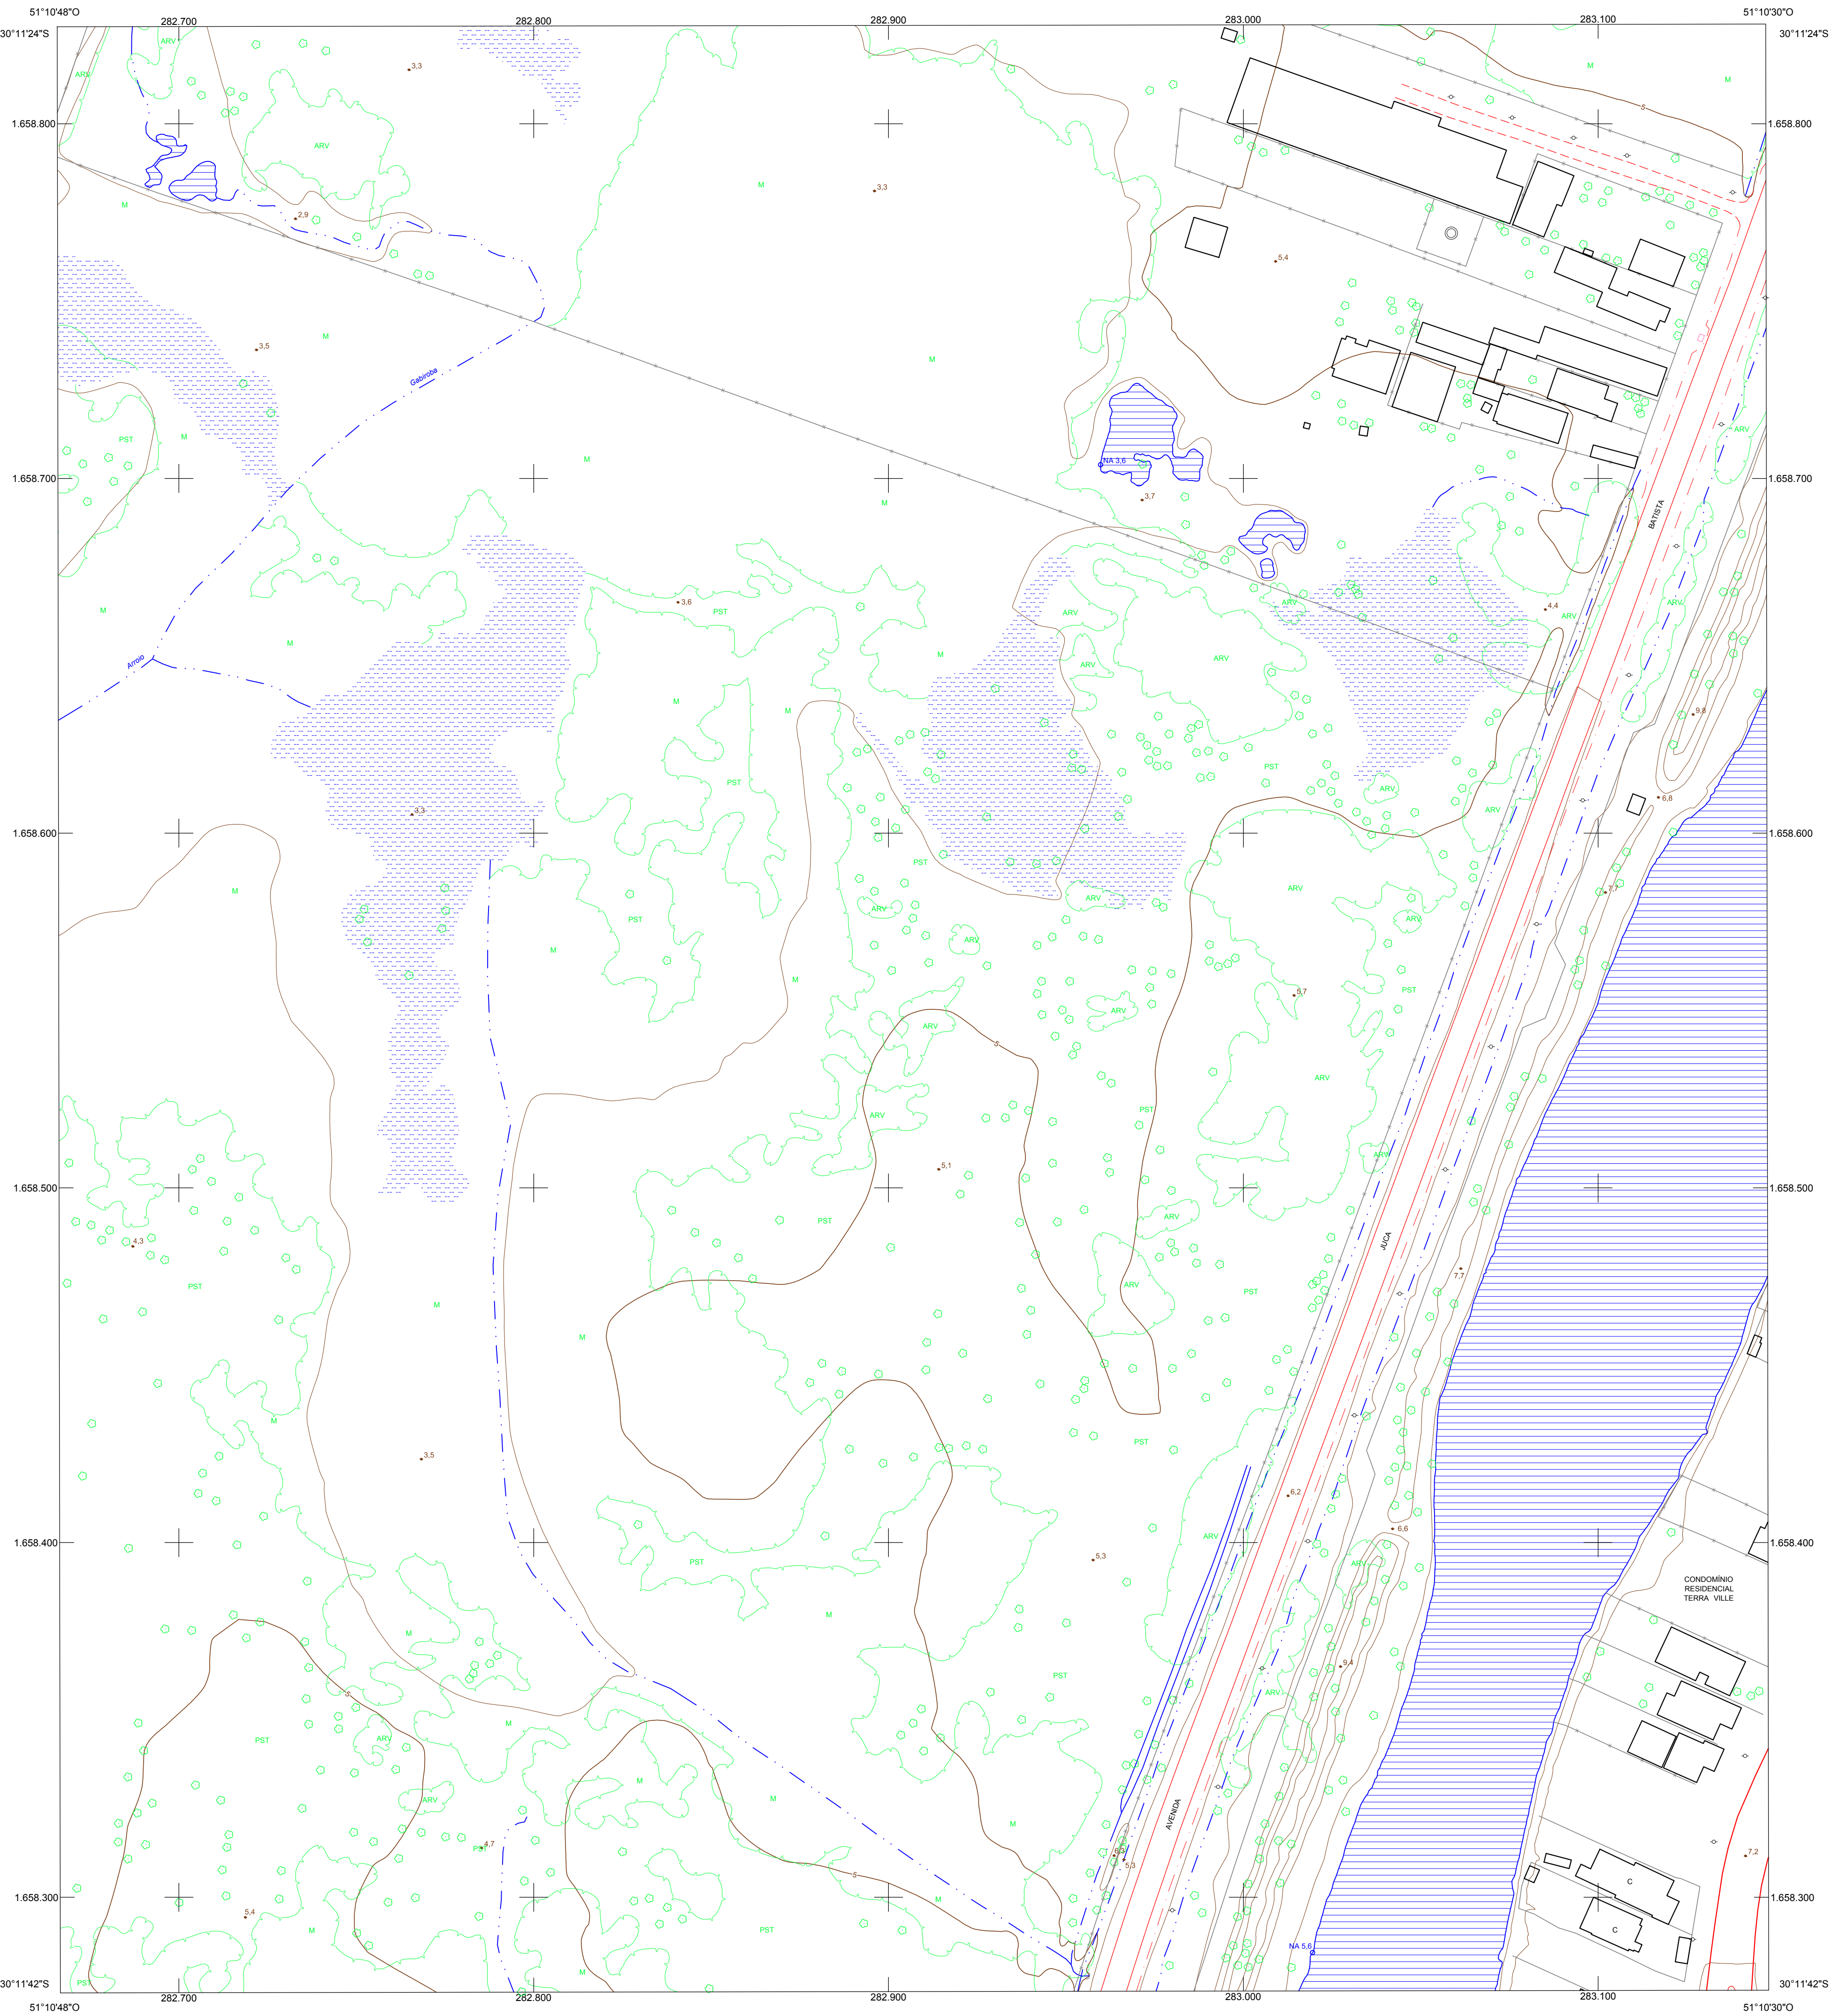 51°10'48"O
282.700
282.800
282.900
283.000
283.100
51°10'30"O
30°11'24"S
30°11'24"S
ARV
ARV
3,3
M
M
5
1.658.800
1.658.800
ARV
M
3,3
M
2,9
5,4
3,5
M
M
Gabiroba
ARV
PST
M
M
NA 3,6
1.658.700
1.658.700
3,7
M
BATISTA
M
3,6
PST
ARV
ARV
4,4
ARV
ARV
M
M
ARV
ARV
Arroio
M
M
9,8
PST
PST
ARV
ARV
6,8
3,3
1.658.600
1.658.600
PST
M
ARV
7,7
ARV
ARV
PST
ARV
ARV
M
M
PST
5,7
ARV
ARV
5
ARV
PST
ARV
ARV
5,1
1.658.500
1.658.500
PST
ARV
4,3
JUCA
PST
ARV
7,7
PST
M
M
M
PST
3,5
6,2
6,6
ARV
1.658.400
1.658.400
5,3
PST
ARV
CONDOMÍNIO
RESIDENCIAL
TERRA VILLE
M
M
9,4
PST
ARV
5
M
PST
ARV
M
M
ARV
AVENIDA
M
4,7
PST
6,3
5,3
7,2
5
C
1.658.300
1.658.300
M
5,4
M
PST
C
NA 5,6
M
PST
30°11'42"S
30°11'42"S
282.700
282.800
282.900
283.000
283.100
51°10'48"O
51°10'30"O